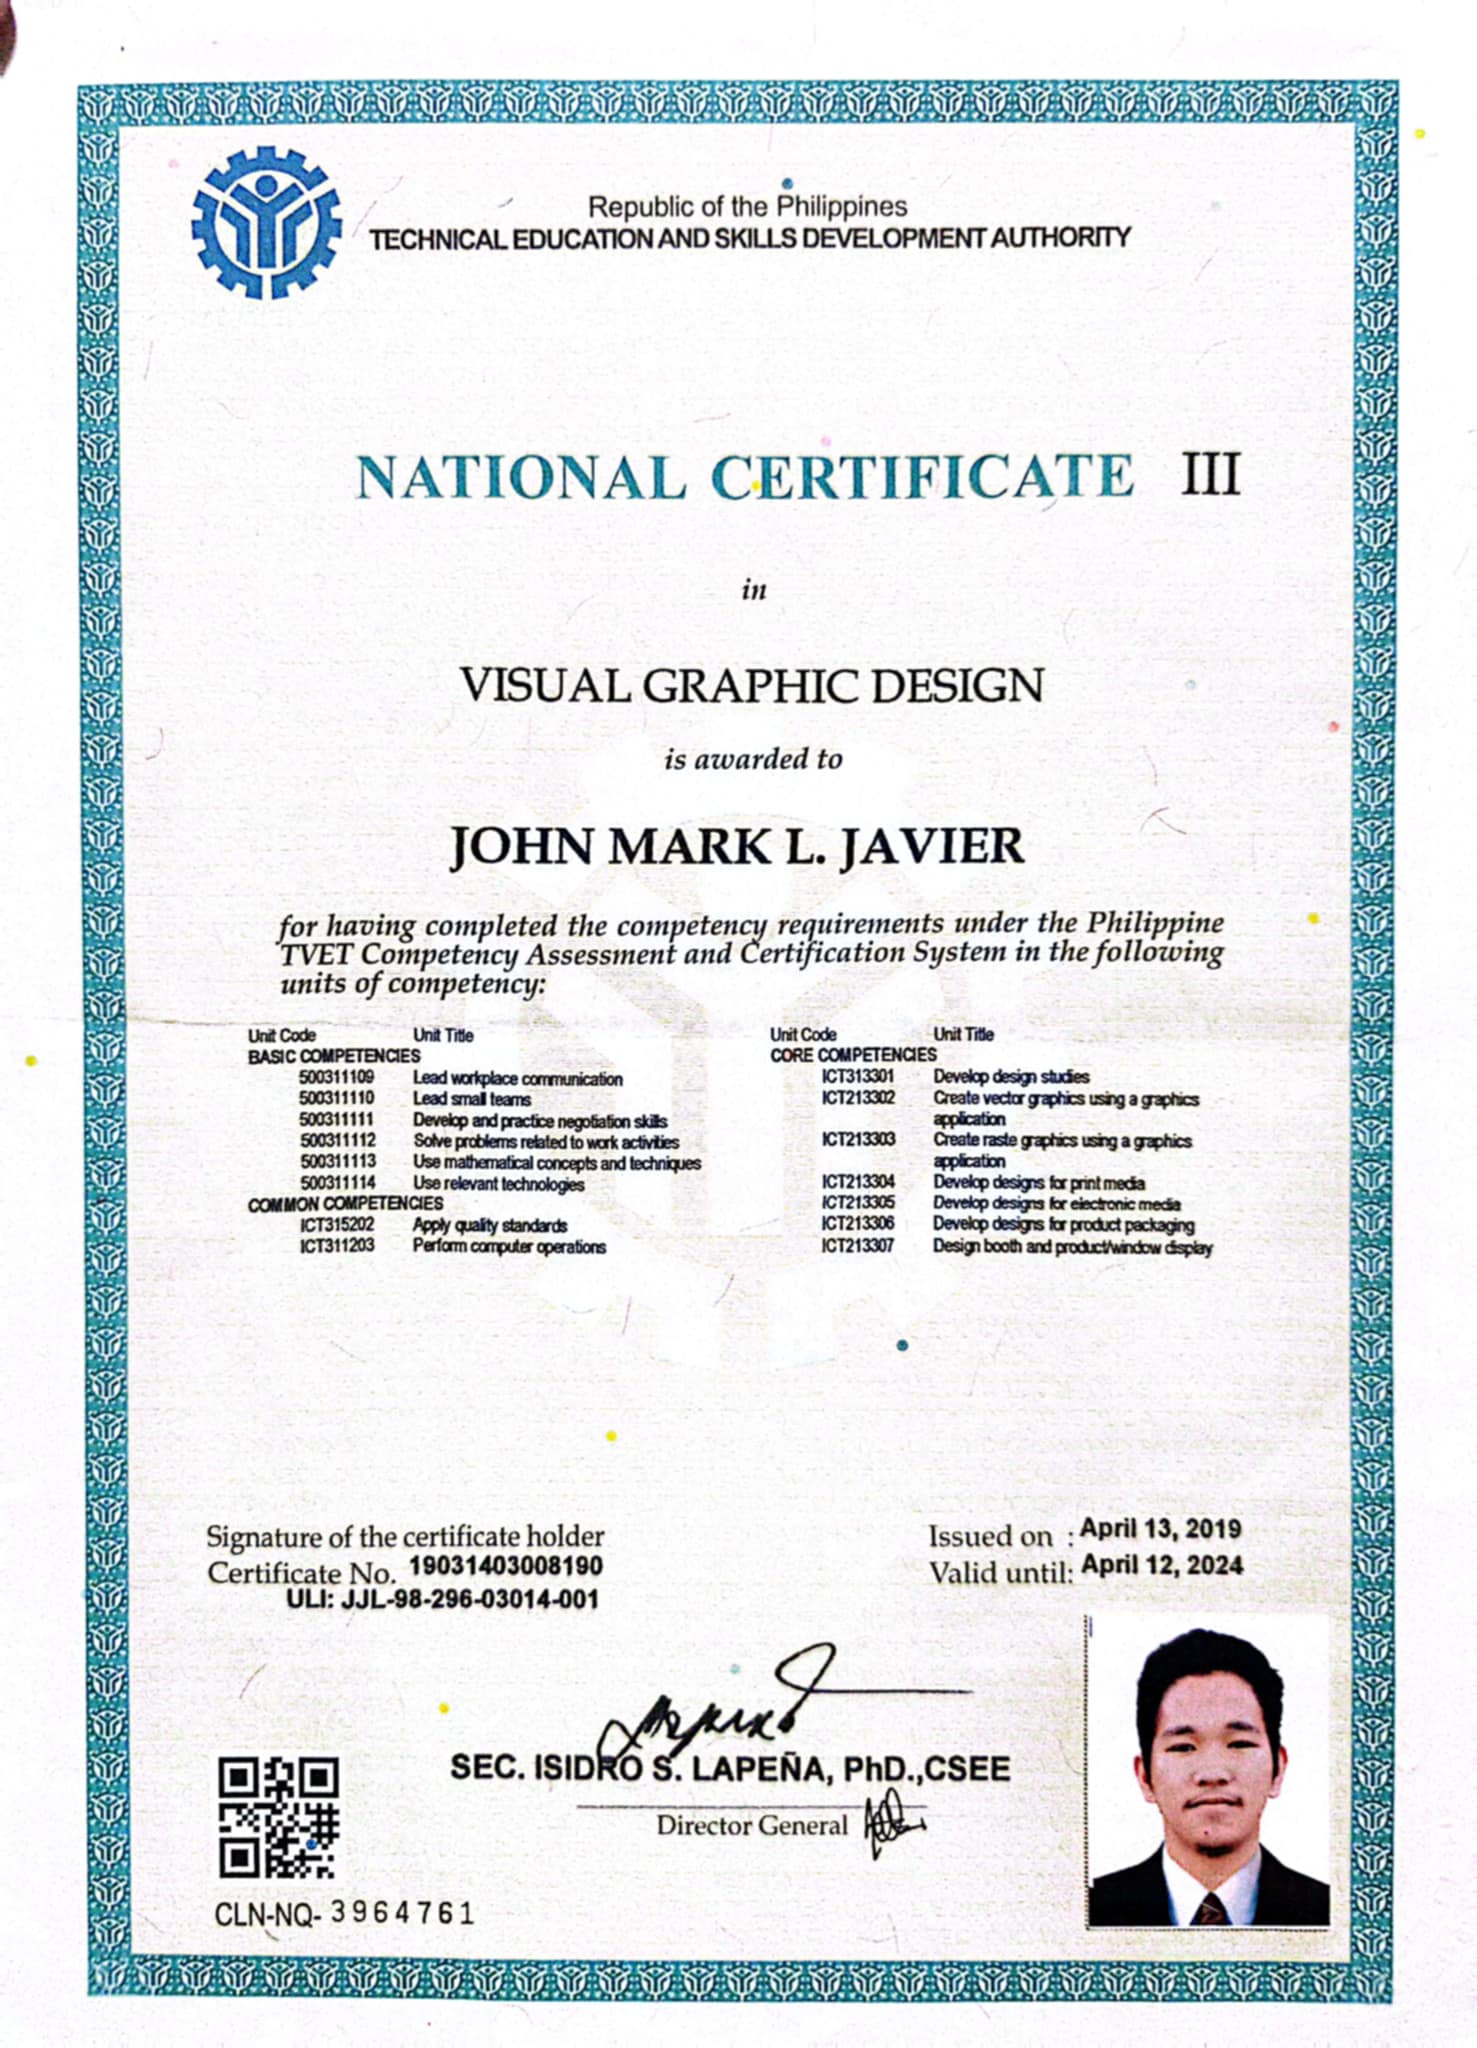 Republic of the Philippines
TECHNICAL EDUCATION AND SKILLS DEVELOPMENT AUTHORITY
NATIONAL CERTIFICATE III
in
VISUAL GRAPHIC DESIGN
is awarded to
JOHN MARK L. JAVIER
for having completed the competency requirements under the Philippine
TVET Competency Assessment and Certification System in the following
units of competency:
Unit Code Unit Title
BASIC COMPETENCIES
500311109 Lead workplace communication
500311110 Lead small teams
500311111 Develop and practice negotiation skills
500311112 Solve problems related to work activities
500311113 Use mathematical concepts and techniques
500311114 Use relevant technologies
COMMON COMPETENCIES
ICT315202 Apply quality standards
ICT311203 Perform computer operations
Unit Code Unit Title
CORE COMPETENCIES
ICT313301 Develop design studies
ICT213302 Create vector graphics using a graphics
application
ICT213303 Create raste graphics using a graphics
application
ICT213304 Develop designs for print media
ICT213305 Develop designs for electronic media
ICT213306 Develop designs for product packaging
ICT213307 Design booth and product/window display
Signature of the certificate holder
Certificate No. 19031403008190
ULI: JJL-98-296-03014-001
Issued on : April 13, 2019
Valid until: April 12, 2024
SEC. ISIDRO S. LAPEÑA, PhD.,CSEE
Director General
CLN-NQ- 3964761